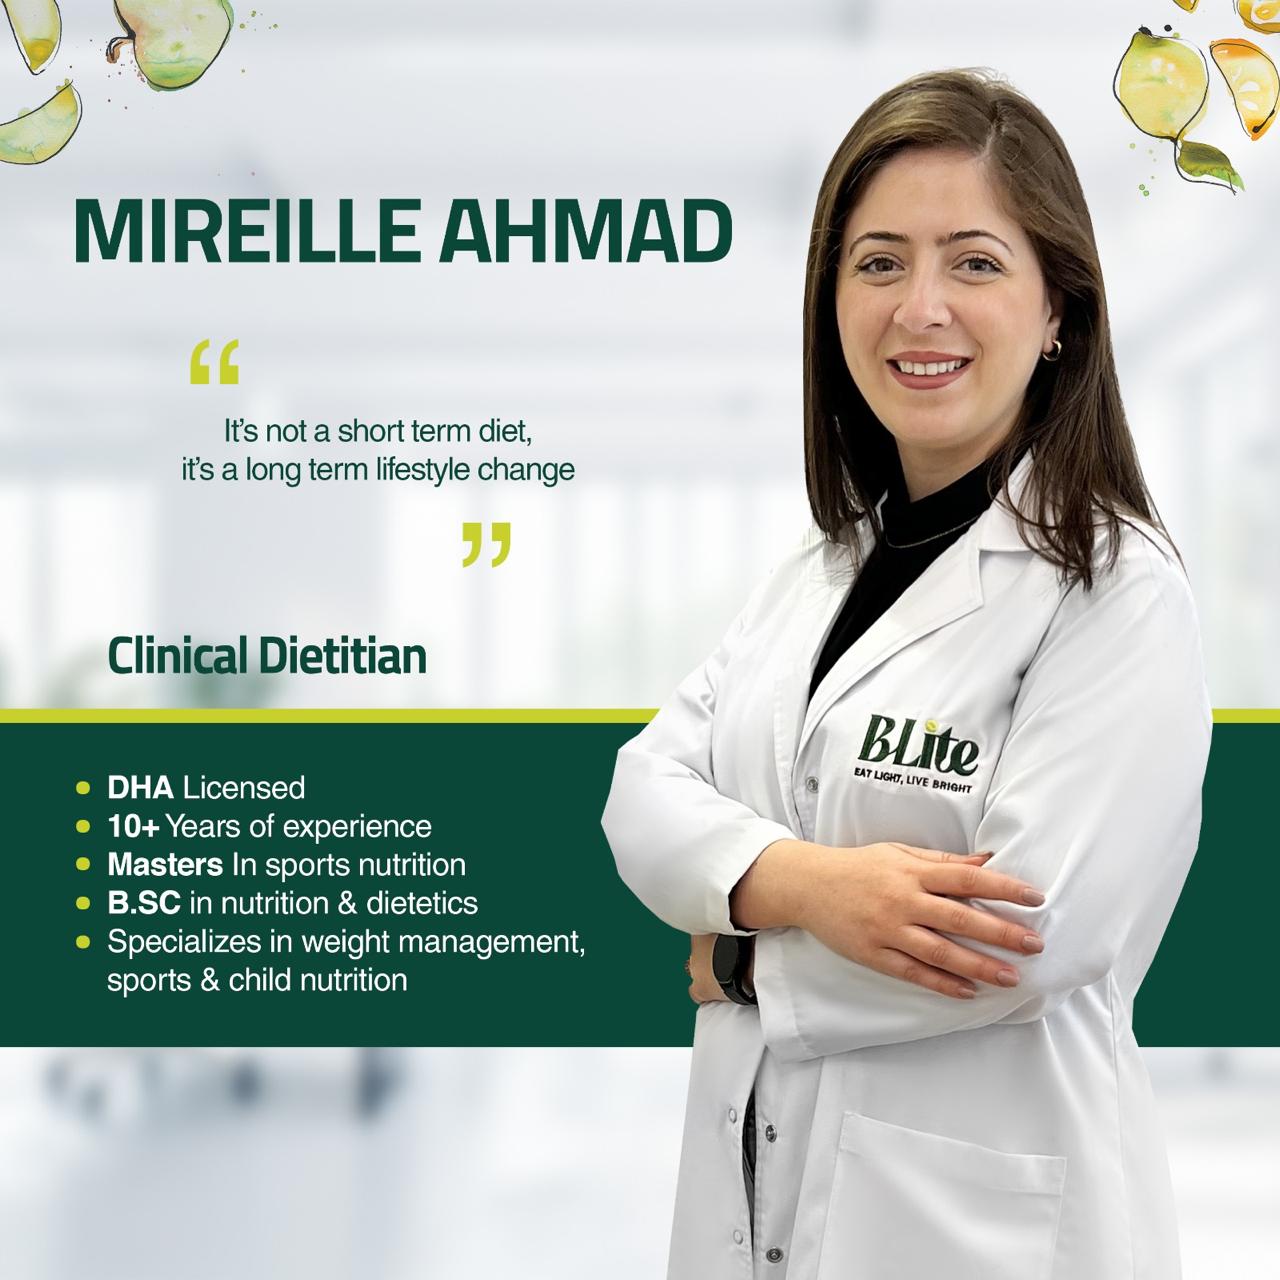 MIREILLE AHMAD
“
It’s not a short term diet,
it’s a long term lifestyle change
”
Clinical Dietitian
• DHA Licensed
• 10+ Years of experience
• Masters In sports nutrition
• B.SC in nutrition & dietetics
• Specializes in weight management,
sports & child nutrition
BLite
EAT LIGHT, LIVE BRIGHT